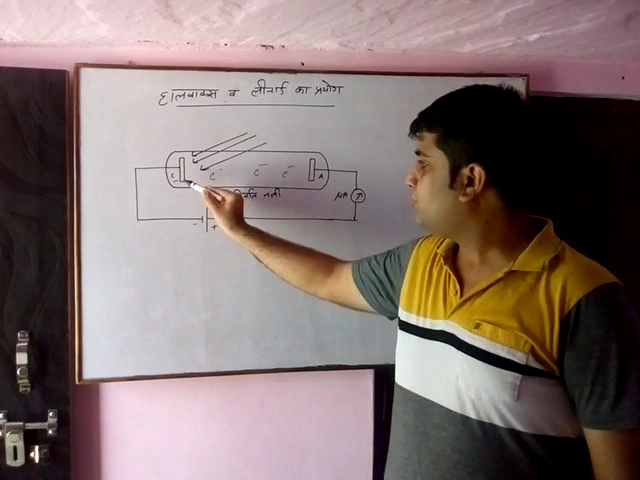 हालवाक्स व लीनार्ड का प्रयोग
C e⁻ e⁻ e⁻ A
μA
नली
- +